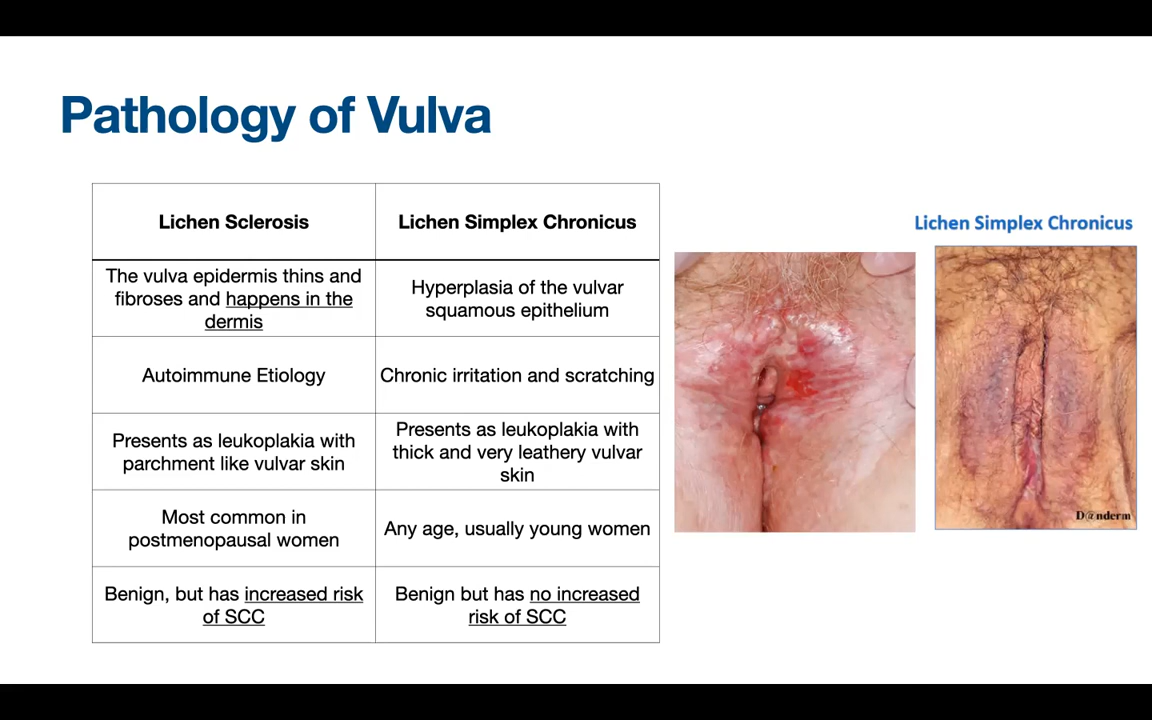 Pathology of Vulva
Lichen Sclerosis
Lichen Simplex Chronicus
The vulva epidermis thins and
fibroses and happens in the
dermis
Hyperplasia of the vulvar
squamous epithelium
Autoimmune Etiology
Chronic irritation and scratching
Presents as leukoplakia with
parchment like vulvar skin
Presents as leukoplakia with
thick and very leathery vulvar
skin
Most common in
postmenopausal women
Any age, usually young women
Benign, but has increased risk
of SCC
Benign but has no increased
risk of SCC
Lichen Simplex Chronicus
D@nderm